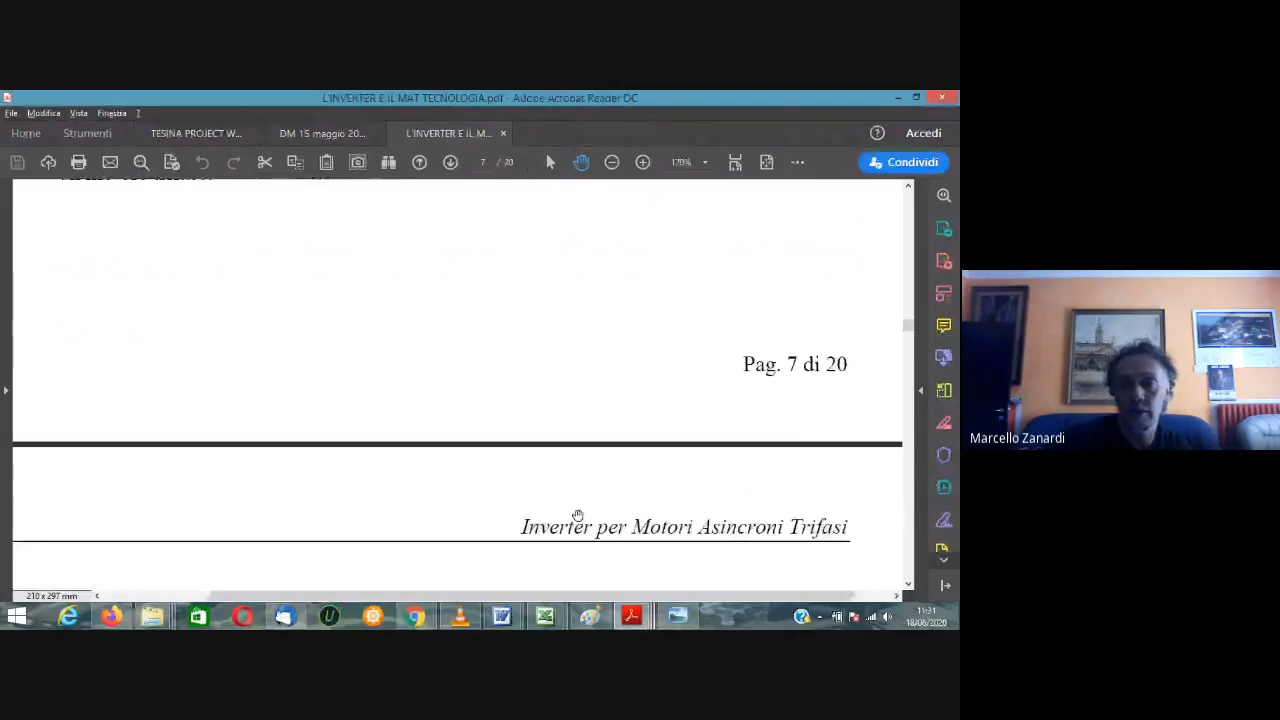 L'INVERTER E IL MAT TECNOLOGIA.pdf - Adobe Acrobat Reader DC
File Modifica Vista Finestra ?
Home Strumenti TESINA PROJECT W... DM 15 maggio 20... L'INVERTER E IL M... × Accedi
7 / 20 170% Condividi
Pag. 7 di 20
Inverter per Motori Asincroni Trifasi
210 x 297 mm
11:31
18/06/2020
Marcello Zanardi